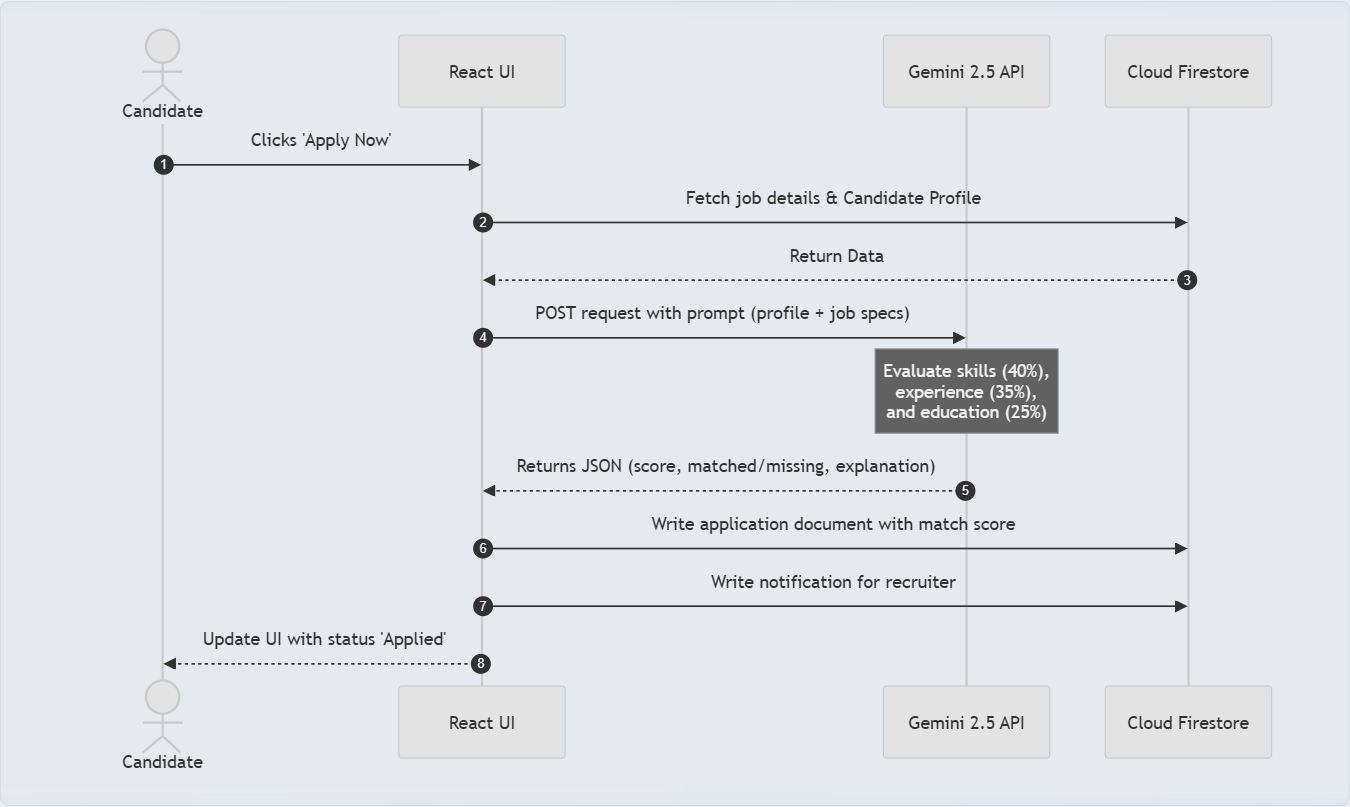 React UI
Gemini 2.5 API
Cloud Firestore
Candidate
Clicks 'Apply Now'
1
Fetch job details & Candidate Profile
2
Return Data
3
POST request with prompt (profile + job specs)
4
Evaluate skills (40%),
experience (35%),
and education (25%)
Returns JSON (score, matched/missing, explanation)
5
Write application document with match score
6
Write notification for recruiter
7
Update UI with status 'Applied'
8
React UI
Gemini 2.5 API
Cloud Firestore
Candidate